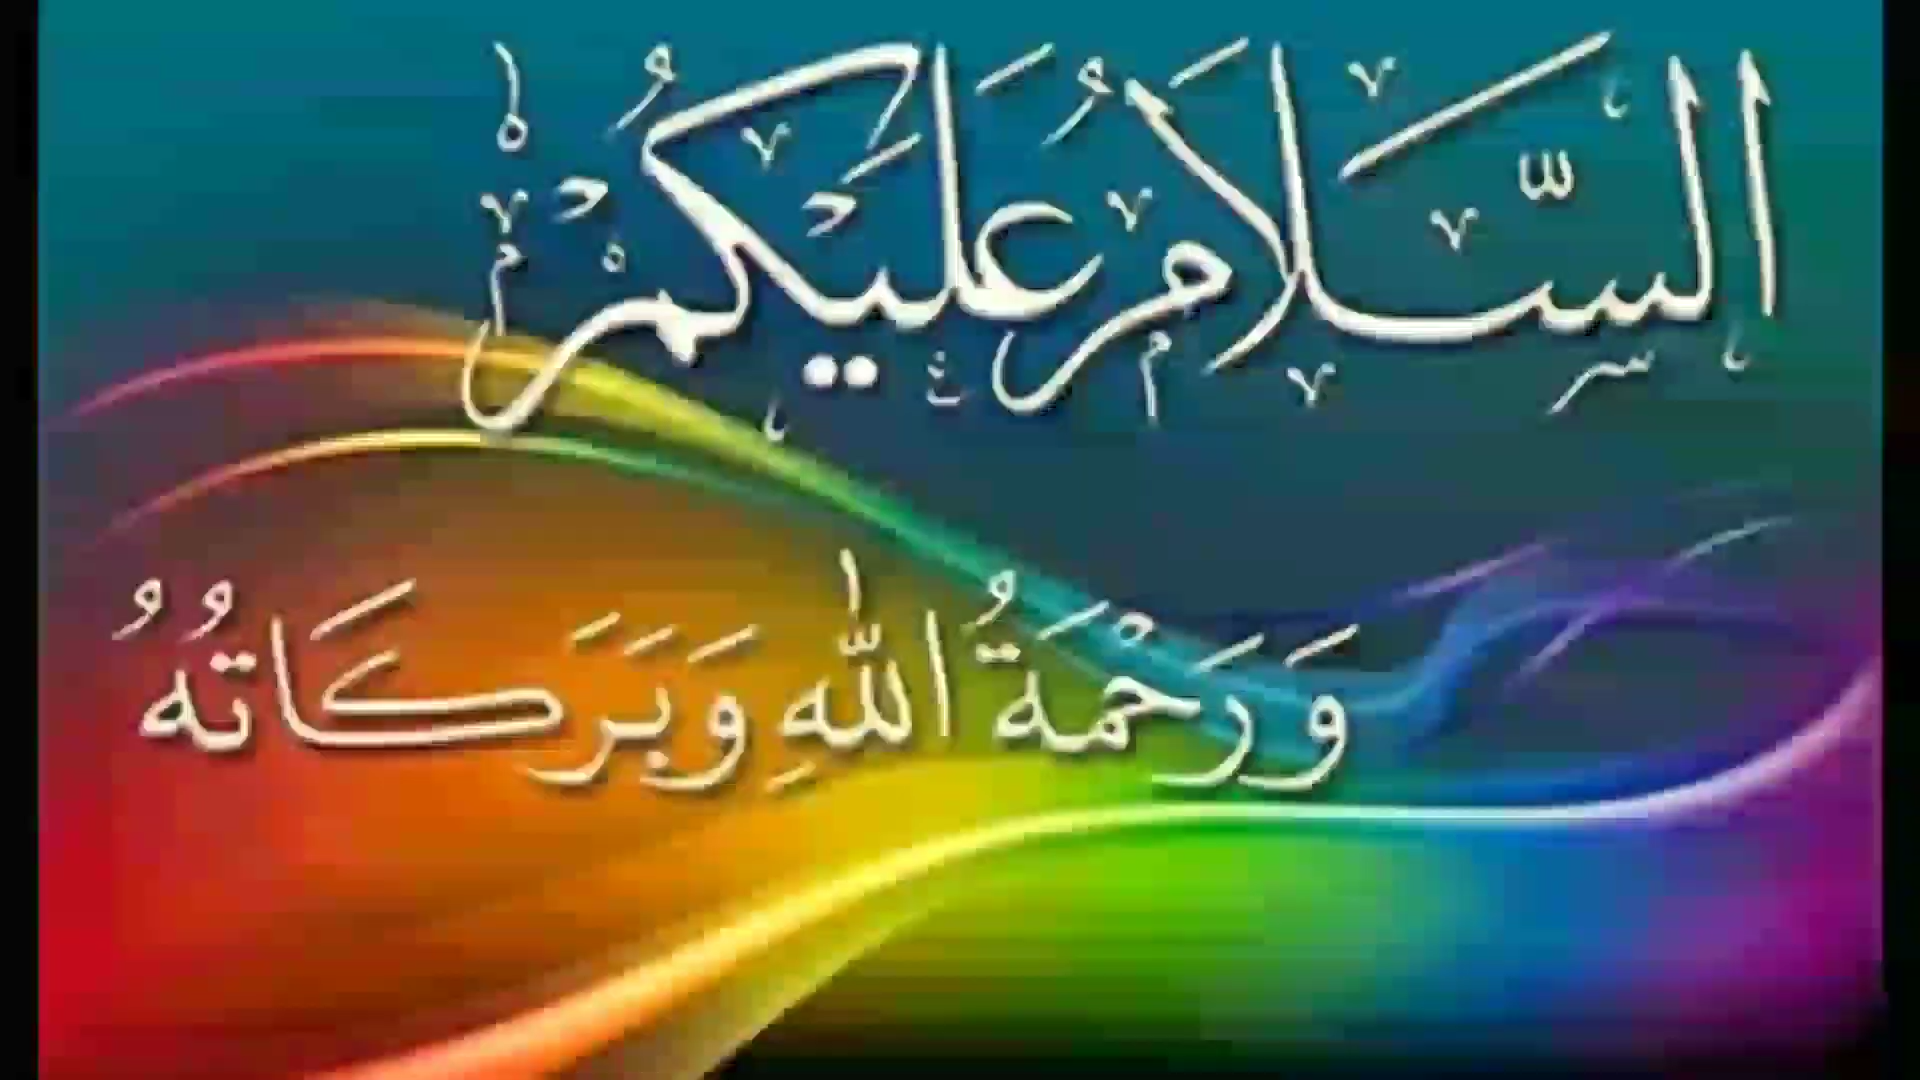 السَّلَامُ عَلَيْكُمْ
وَرَحْمَةُ اللهِ وَبَرَكَاتُهُ